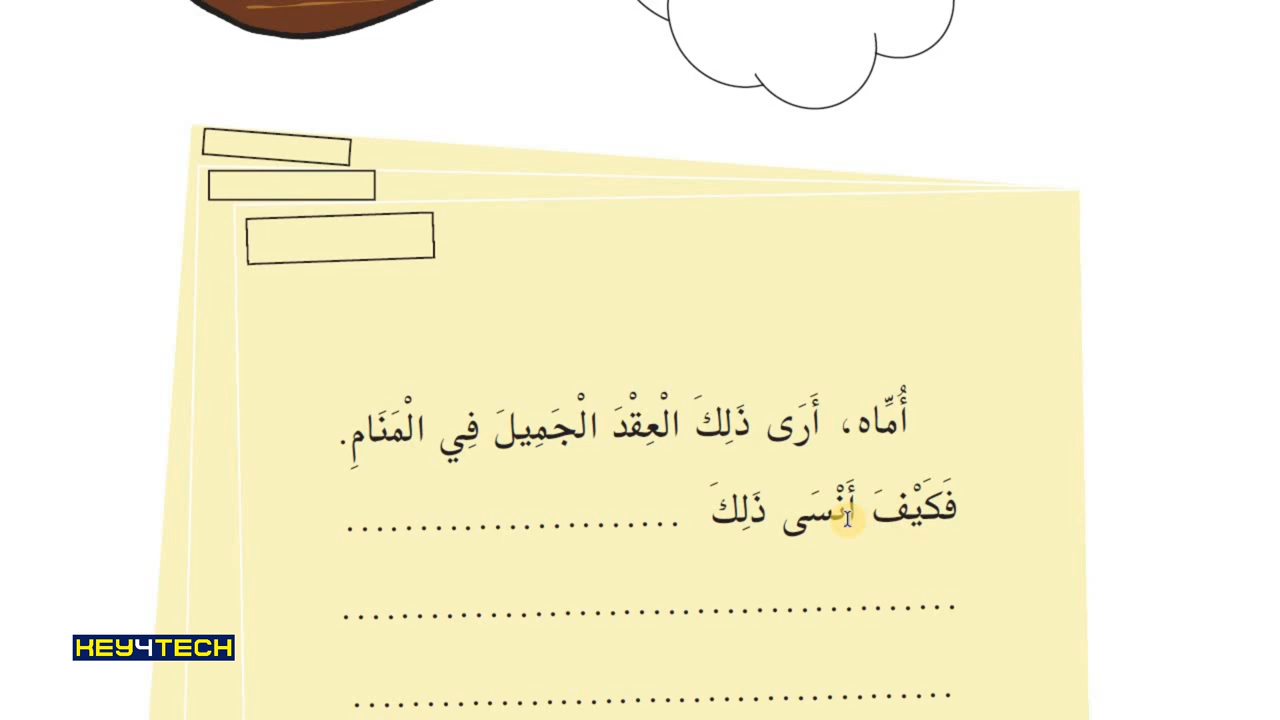 أُمِّاه، أَرَى ذَلِكَ الْعِقْدَ الْجَمِيلَ فِي الْمَنَامِ.
فَكَيْفَ أَنْسَى ذَلِكَ .......................
..........................................
.........................................
KEY4TECH